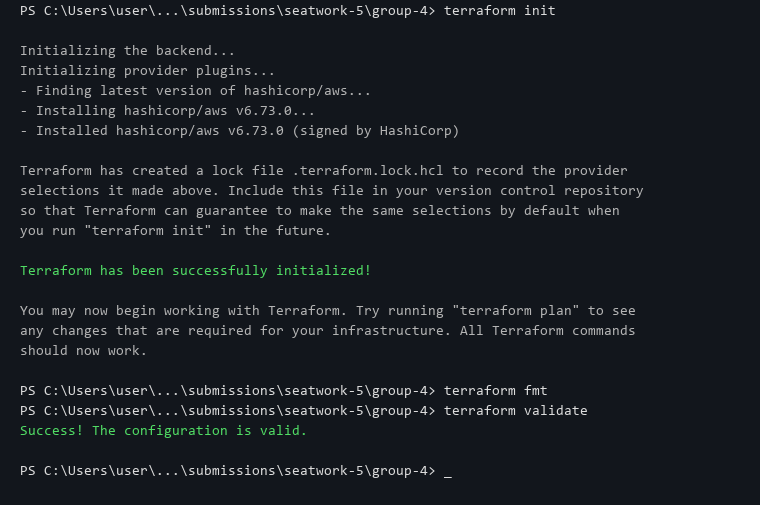 PS C:\Users\user\...\submissions\seatwork-5\group-4> terraform init
Initializing the backend...
Initializing provider plugins...
- Finding latest version of hashicorp/aws...
- Installing hashicorp/aws v6.73.0...
- Installed hashicorp/aws v6.73.0 (signed by HashiCorp)
Terraform has created a lock file .terraform.lock.hcl to record the provider
selections it made above. Include this file in your version control repository
so that Terraform can guarantee to make the same selections by default when
you run "terraform init" in the future.
Terraform has been successfully initialized!
You may now begin working with Terraform. Try running "terraform plan" to see
any changes that are required for your infrastructure. All Terraform commands
should now work.
PS C:\Users\user\...\submissions\seatwork-5\group-4> terraform fmt
PS C:\Users\user\...\submissions\seatwork-5\group-4> terraform validate
Success! The configuration is valid.
PS C:\Users\user\...\submissions\seatwork-5\group-4> _